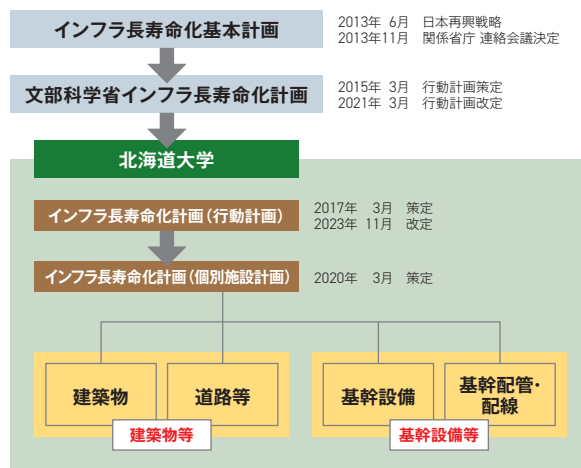 インフラ長寿命化基本計画
2013年 6月 日本再興戦略
2013年11月 関係省庁 連絡会議決定
文部科学省インフラ長寿命化計画
2015年 3月 行動計画策定
2021年 3月 行動計画改定
北海道大学
インフラ長寿命化計画(行動計画)
2017年 3月 策定
2023年 11月 改定
インフラ長寿命化計画(個別施設計画)
2020年 3月 策定
建築物
道路等
建築物等
基幹設備
基幹配管・
配線
基幹設備等